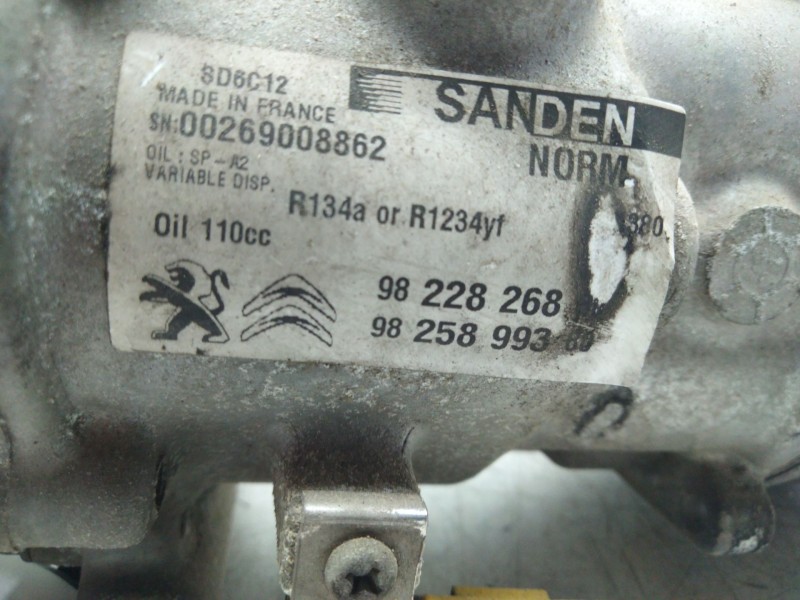 SD6C12
MADE IN FRANCE
SN:00269008862
OIL : SP-A2
VARIABLE DISP.
SANDEN
NORM.
R134a or R1234yf
Oil 110cc
98 228 268
98 258 993